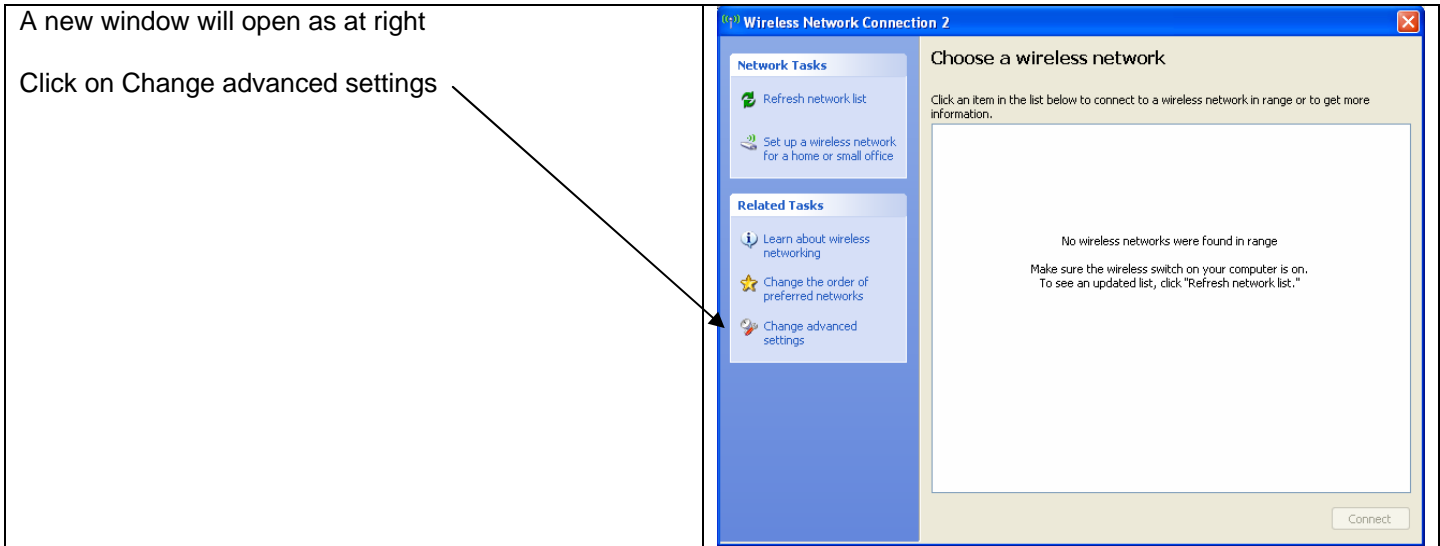 A new window will open as at right
Click on Change advanced settings
Wireless Network Connection 2
Network Tasks
Refresh network list
Set up a wireless network
for a home or small office
Related Tasks
Learn about wireless
networking
Change the order of
preferred networks
Change advanced
settings
Choose a wireless network
Click an item in the list below to connect to a wireless network in range or to get more
information.
No wireless networks were found in range
Make sure the wireless switch on your computer is on.
To see an updated list, click "Refresh network list."
Connect